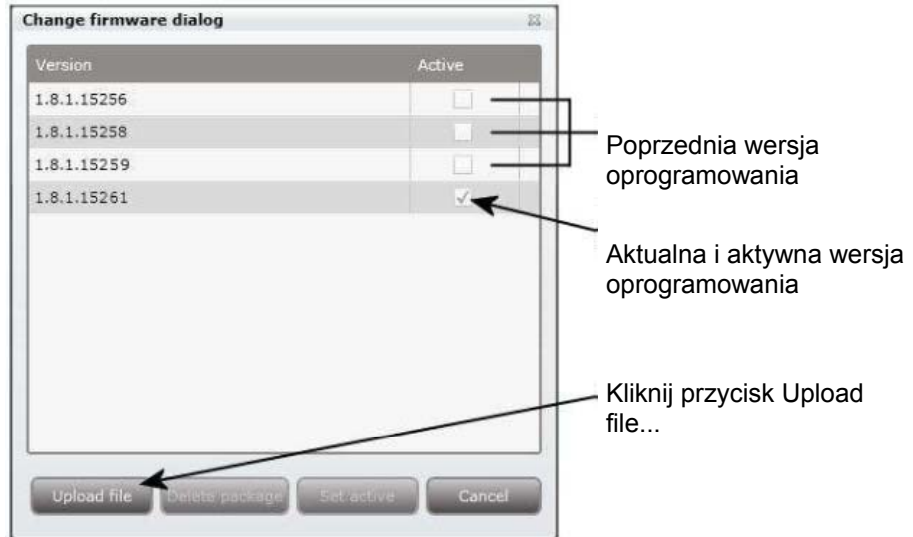 Change firmware dialog
Version Active
1.8.1.15256
1.8.1.15258
1.8.1.15259
1.8.1.15261
Poprzednia wersja
oprogramowania
Aktualna i aktywna wersja
oprogramowania
Kliknij przycisk Upload
file...
Upload file Delete package Set active Cancel